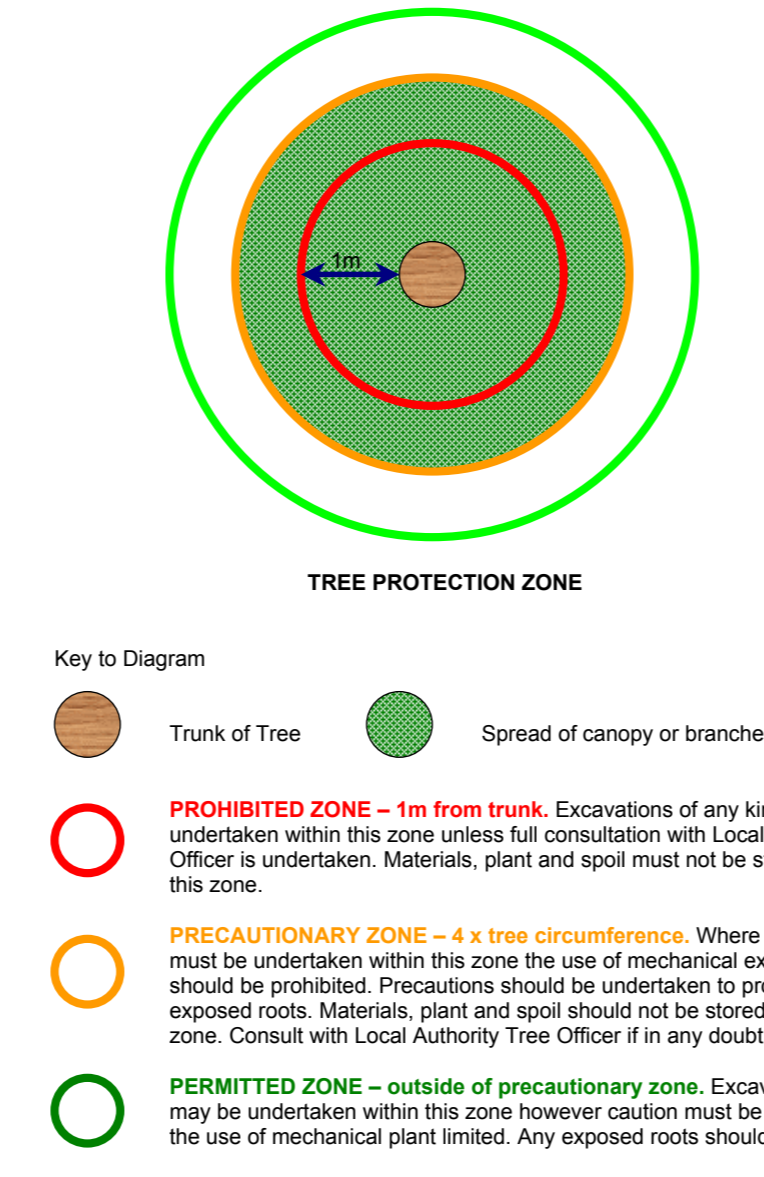 1m
TREE PROTECTION ZONE
Key to Diagram
Trunk of Tree
Spread of canopy or branche
PROHIBITED ZONE – 1m from trunk. Excavations of any kin
undertaken within this zone unless full consultation with Local
Officer is undertaken. Materials, plant and spoil must not be s
this zone.
PRECAUTIONARY ZONE – 4 x tree circumference. Where
must be undertaken within this zone the use of mechanical ex
should be prohibited. Precautions should be undertaken to pro
exposed roots. Materials, plant and spoil should not be stored
zone. Consult with Local Authority Tree Officer if in any doubt
PERMITTED ZONE – outside of precautionary zone. Excav
may be undertaken within this zone however caution must be
the use of mechanical plant limited. Any exposed roots should